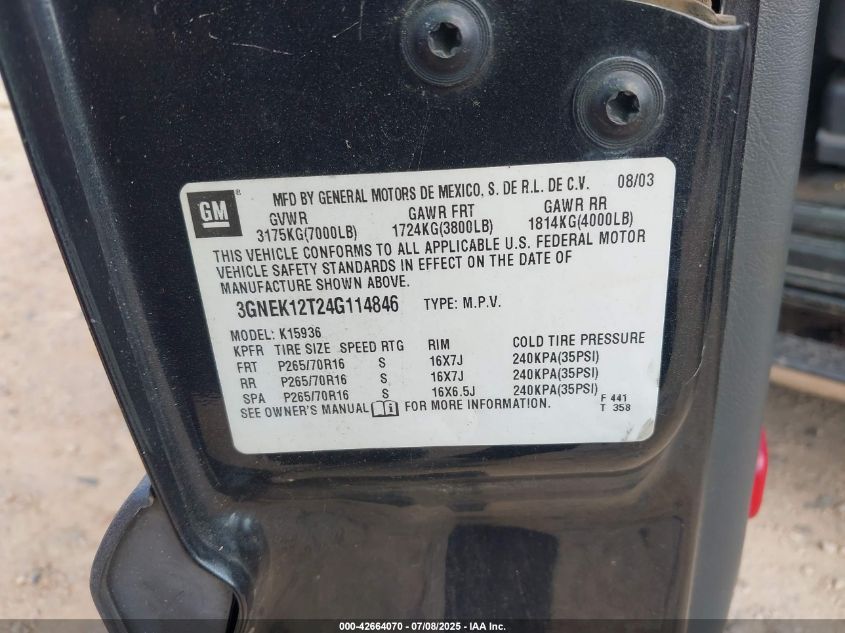 GM ®
MFD BY GENERAL MOTORS DE MEXICO, S. DE R.L. DE C.V. 08/03
GVWR GAWR FRT GAWR RR
3175KG(7000LB) 1724KG(3800LB) 1814KG(4000LB)
THIS VEHICLE CONFORMS TO ALL APPLICABLE U.S. FEDERAL MOTOR
VEHICLE SAFETY STANDARDS IN EFFECT ON THE DATE OF
MANUFACTURE SHOWN ABOVE.
3GNEK12T24G114846 TYPE: M.P.V.
MODEL: K15936
KPFR TIRE SIZE SPEED RTG RIM COLD TIRE PRESSURE
FRT P265/70R16 S 16X7J 240KPA(35PSI)
RR P265/70R16 S 16X7J 240KPA(35PSI)
SPA P265/70R16 S 16X6.5J 240KPA(35PSI)
SEE OWNER'S MANUAL FOR MORE INFORMATION.
F 441
T 358
000-42664070 - 07/08/2025 - IAA Inc.